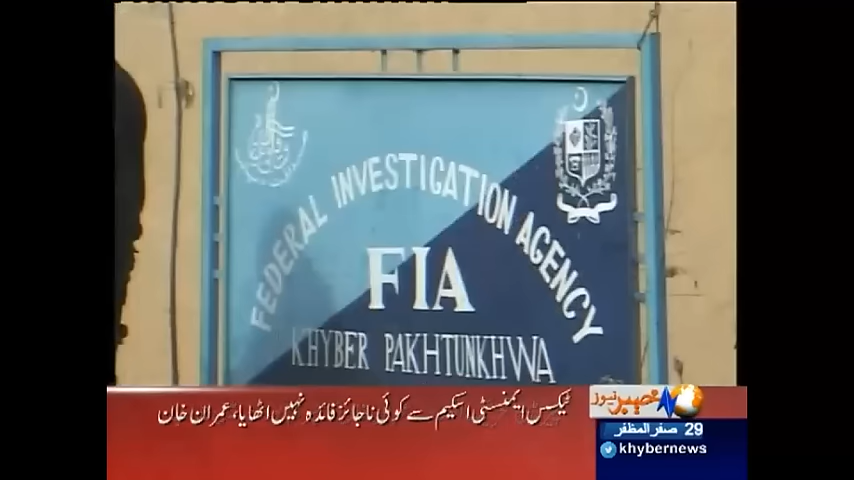 FEDERAL INVESTIGATION AGENCY
FIA
KHYBER PAKHTUNKHWA
ٹیکس ایمنسٹی اسکیم سے کوئی ناجائز فائدہ نہیں اٹھایا، عمران خان
خیبر نیوز
29 صفر المظفر
khybernews